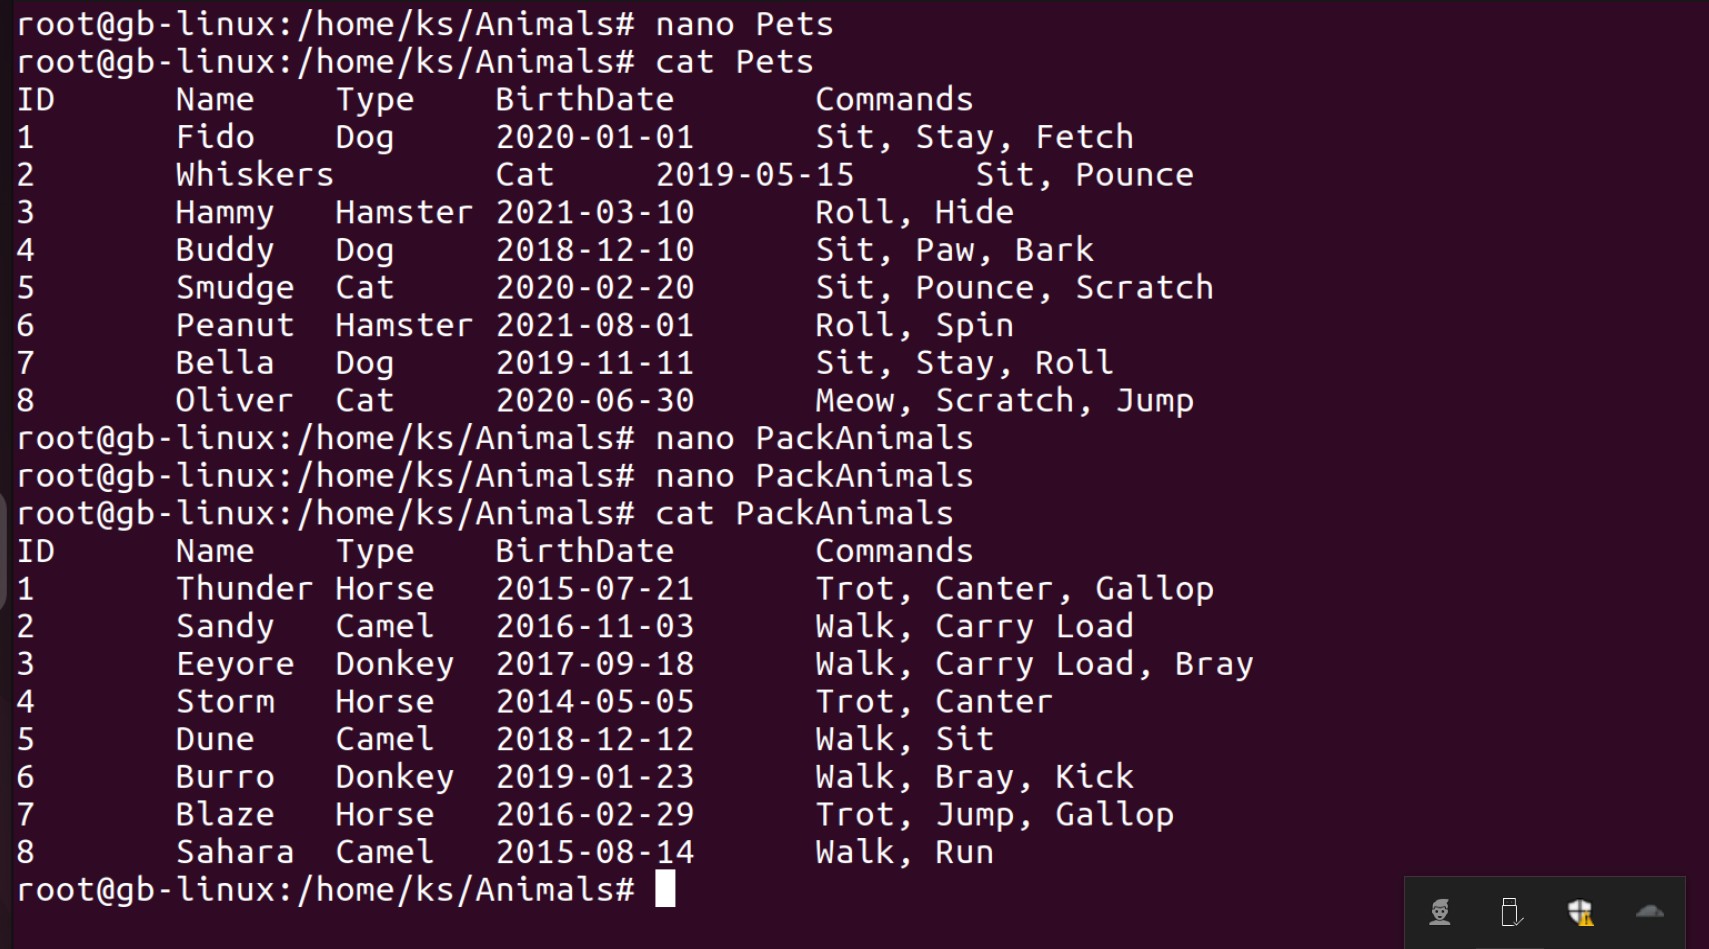 root@gb-linux:/home/ks/Animals# nano Pets
root@gb-linux:/home/ks/Animals# cat Pets
ID	Name	Type	BirthDate	Commands
1	Fido	Dog	2020-01-01	Sit, Stay, Fetch
2	Whiskers	Cat	2019-05-15	Sit, Pounce
3	Hammy	Hamster	2021-03-10	Roll, Hide
4	Buddy	Dog	2018-12-10	Sit, Paw, Bark
5	Smudge	Cat	2020-02-20	Sit, Pounce, Scratch
6	Peanut	Hamster	2021-08-01	Roll, Spin
7	Bella	Dog	2019-11-11	Sit, Stay, Roll
8	Oliver	Cat	2020-06-30	Meow, Scratch, Jump
root@gb-linux:/home/ks/Animals# nano PackAnimals
root@gb-linux:/home/ks/Animals# nano PackAnimals
root@gb-linux:/home/ks/Animals# cat PackAnimals
ID	Name	Type	BirthDate	Commands
1	Thunder	Horse	2015-07-21	Trot, Canter, Gallop
2	Sandy	Camel	2016-11-03	Walk, Carry Load
3	Eeyore	Donkey	2017-09-18	Walk, Carry Load, Bray
4	Storm	Horse	2014-05-05	Trot, Canter
5	Dune	Camel	2018-12-12	Walk, Sit
6	Burro	Donkey	2019-01-23	Walk, Bray, Kick
7	Blaze	Horse	2016-02-29	Trot, Jump, Gallop
8	Sahara	Camel	2015-08-14	Walk, Run
root@gb-linux:/home/ks/Animals#